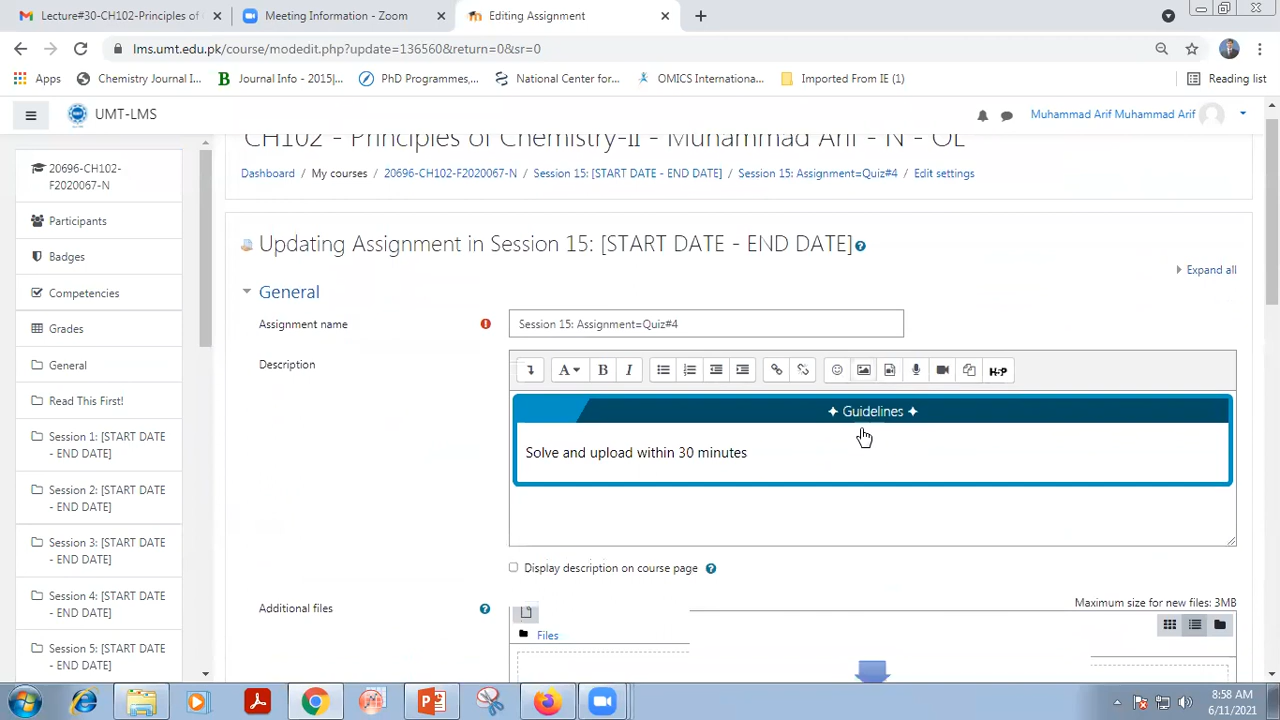 Lecture#30-CH102-Principles of
Meeting Information - Zoom
Editing Assignment
lms.umt.edu.pk/course/modedit.php?update=136560&return=0&sr=0
Apps
Chemistry Journal I...
Journal Info - 2015|...
PhD Programmes,...
National Center for...
OMICS Internationa...
Imported From IE (1)
Reading list
UMT-LMS
Muhammad Arif Muhammad Arif
CH102 - Principles of Chemistry-II - Muhammad Arif - N - OL
Dashboard / My courses / 20696-CH102-F2020067-N / Session 15: [START DATE - END DATE] / Session 15: Assignment=Quiz#4 / Edit settings
20696-CH102-
F2020067-N
Participants
Badges
Competencies
Grades
General
Read This First!
Session 1: [START DATE
- END DATE]
Session 2: [START DATE
- END DATE]
Session 3: [START DATE
- END DATE]
Session 4: [START DATE
- END DATE]
Session 5: [START DATE
- END DATE]
Updating Assignment in Session 15: [START DATE - END DATE]
Expand all
General
Assignment name
Session 15: Assignment=Quiz#4
Description
A B I
H-P
✦ Guidelines ✦
Solve and upload within 30 minutes
Display description on course page
Additional files
Maximum size for new files: 3MB
Files
8:58 AM
6/11/2021